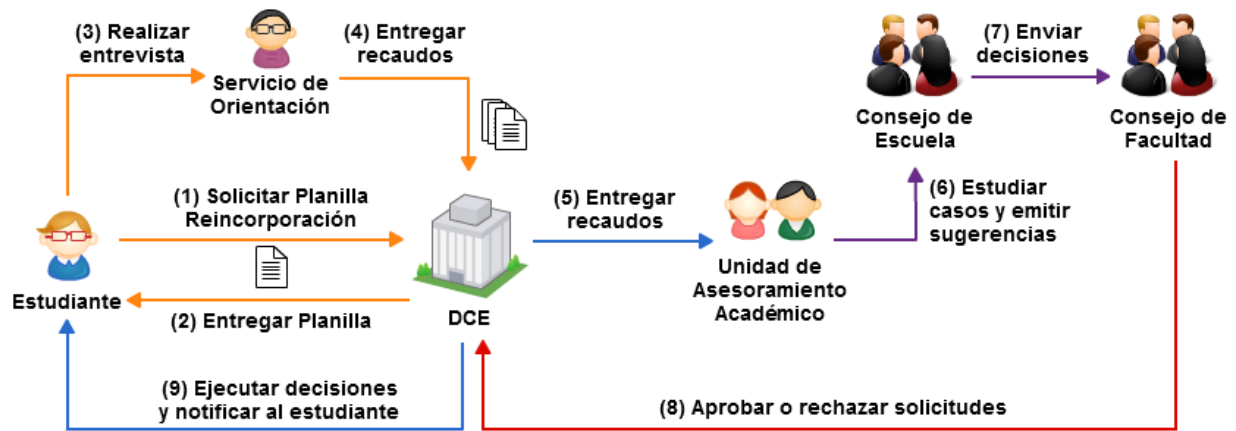 (3) Realizar
entrevista
(4) Entregar
recaudos
Servicio de
Orientación
(7) Enviar
decisiones
Consejo de
Escuela
Consejo de
Facultad
(1) Solicitar Planilla
Reincorporación
(5) Entregar
recaudos
(6) Estudiar
casos y emitir
sugerencias
Estudiante
(2) Entregar Planilla
DCE
Unidad de
Asesoramiento
Académico
(9) Ejecutar decisiones
y notificar al estudiante
(8) Aprobar o rechazar solicitudes